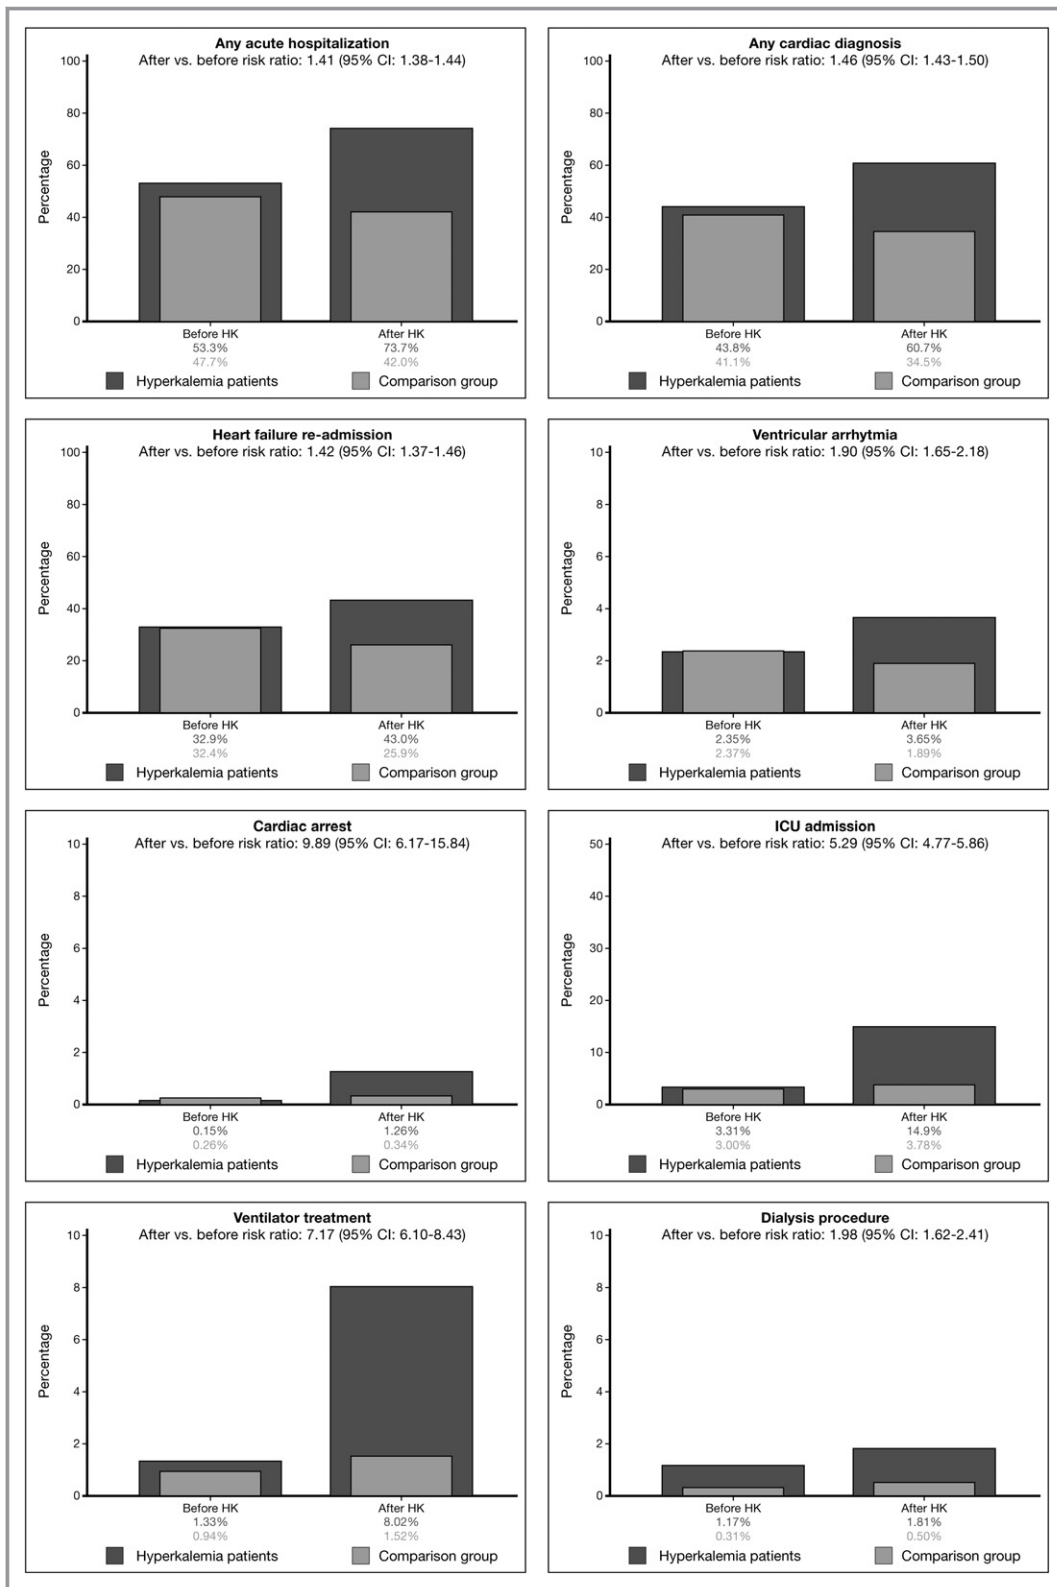 Any acute hospitalization
After vs. before risk ratio: 1.41 (95% CI: 1.38-1.44)
100
80
60
40
20
0
Percentage
Before HK
After HK
53.3%
73.7%
47.7%
42.0%
Hyperkalemia patients
Comparison group
Any cardiac diagnosis
After vs. before risk ratio: 1.46 (95% CI: 1.43-1.50)
100
80
60
40
20
0
Percentage
Before HK
After HK
43.8%
60.7%
41.1%
34.5%
Hyperkalemia patients
Comparison group
Heart failure re-admission
After vs. before risk ratio: 1.42 (95% CI: 1.37-1.46)
100
80
60
40
20
0
Percentage
Before HK
After HK
32.9%
43.0%
32.4%
25.9%
Hyperkalemia patients
Comparison group
Ventricular arrhytmia
After vs. before risk ratio: 1.90 (95% CI: 1.65-2.18)
10
8
6
4
2
0
Percentage
Before HK
After HK
2.35%
3.65%
2.37%
1.89%
Hyperkalemia patients
Comparison group
Cardiac arrest
After vs. before risk ratio: 9.89 (95% CI: 6.17-15.84)
10
8
6
4
2
0
Percentage
Before HK
After HK
0.15%
1.26%
0.26%
0.34%
Hyperkalemia patients
Comparison group
ICU admission
After vs. before risk ratio: 5.29 (95% CI: 4.77-5.86)
50
40
30
20
10
0
Percentage
Before HK
After HK
3.31%
14.9%
3.00%
3.78%
Hyperkalemia patients
Comparison group
Ventilator treatment
After vs. before risk ratio: 7.17 (95% CI: 6.10-8.43)
10
8
6
4
2
0
Percentage
Before HK
After HK
1.33%
8.02%
0.94%
1.52%
Hyperkalemia patients
Comparison group
Dialysis procedure
After vs. before risk ratio: 1.98 (95% CI: 1.62-2.41)
10
8
6
4
2
0
Percentage
Before HK
After HK
1.17%
1.81%
0.31%
0.50%
Hyperkalemia patients
Comparison group